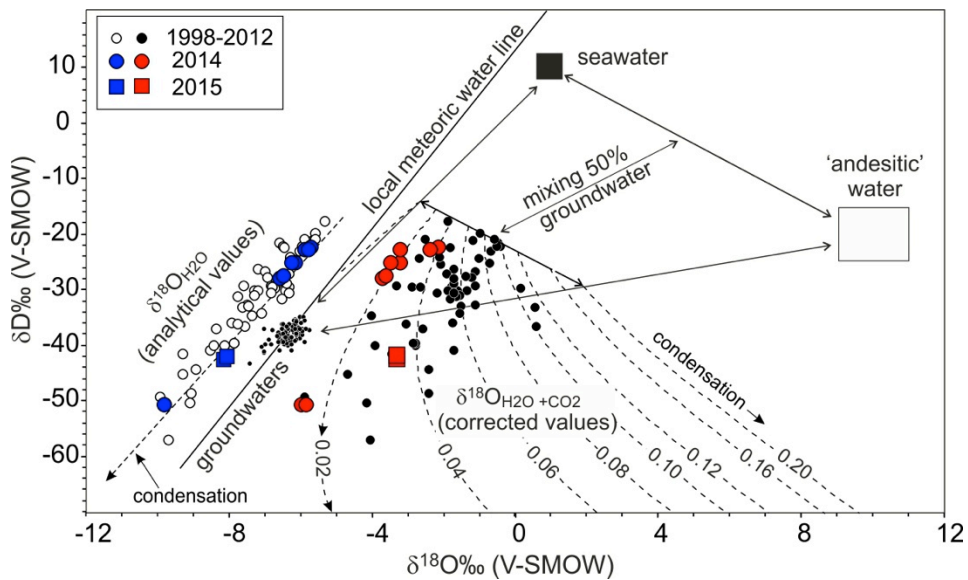 1998-2012
2014
2015
seawater
local meteoric water line
'andesitic'
water
mixing 50%
groundwater
δ¹⁸O_H2O
(analytical values)
groundwaters
condensation
δ¹⁸O_H2O +CO2
(corrected values)
condensation
0.02
0.04
0.06
0.08
0.10
0.12
0.16
0.20
10
0
-10
-20
-30
-40
-50
-60
δD‰ (V-SMOW)
-12
-8
-4
0
4
8
12
δ¹⁸O‰ (V-SMOW)